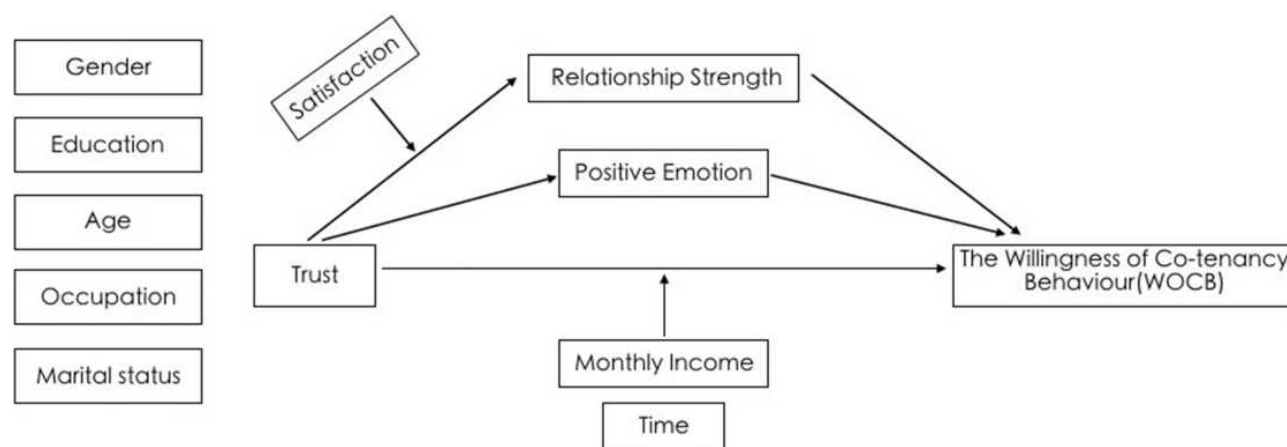 Gender
Education
Age
Occupation
Marital status
Satisfaction
Relationship Strength
Positive Emotion
Trust
The Willingness of Co-tenancy
Behaviour(WOCB)
Monthly Income
Time